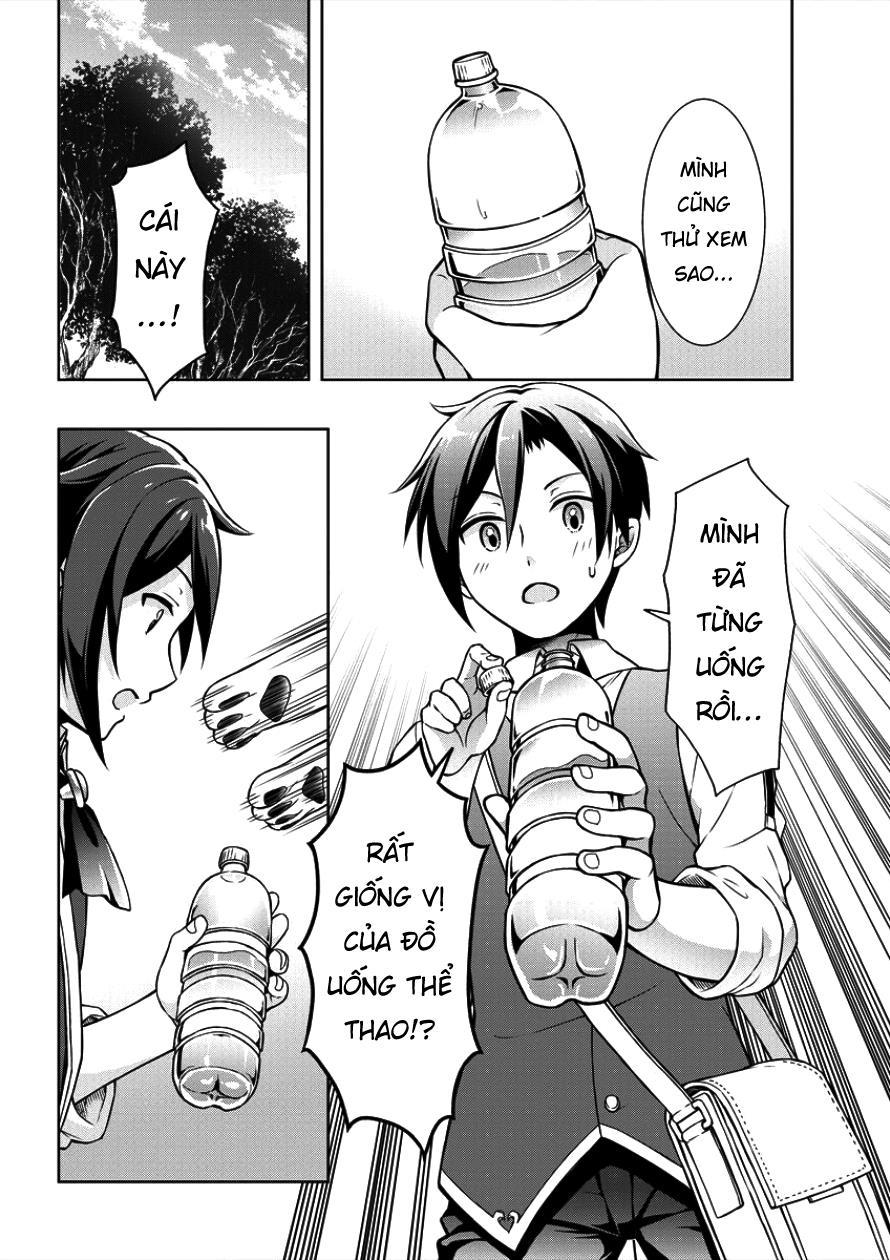 MÌNH
CŨNG
THỬ XEM
SAO...
CÁI
NÀY
...!
MÌNH
ĐÃ
TỪNG
UỐNG
RỒI...
RẤT
GIỐNG VỊ
CỦA ĐỒ
UỐNG THỂ
THAO!?